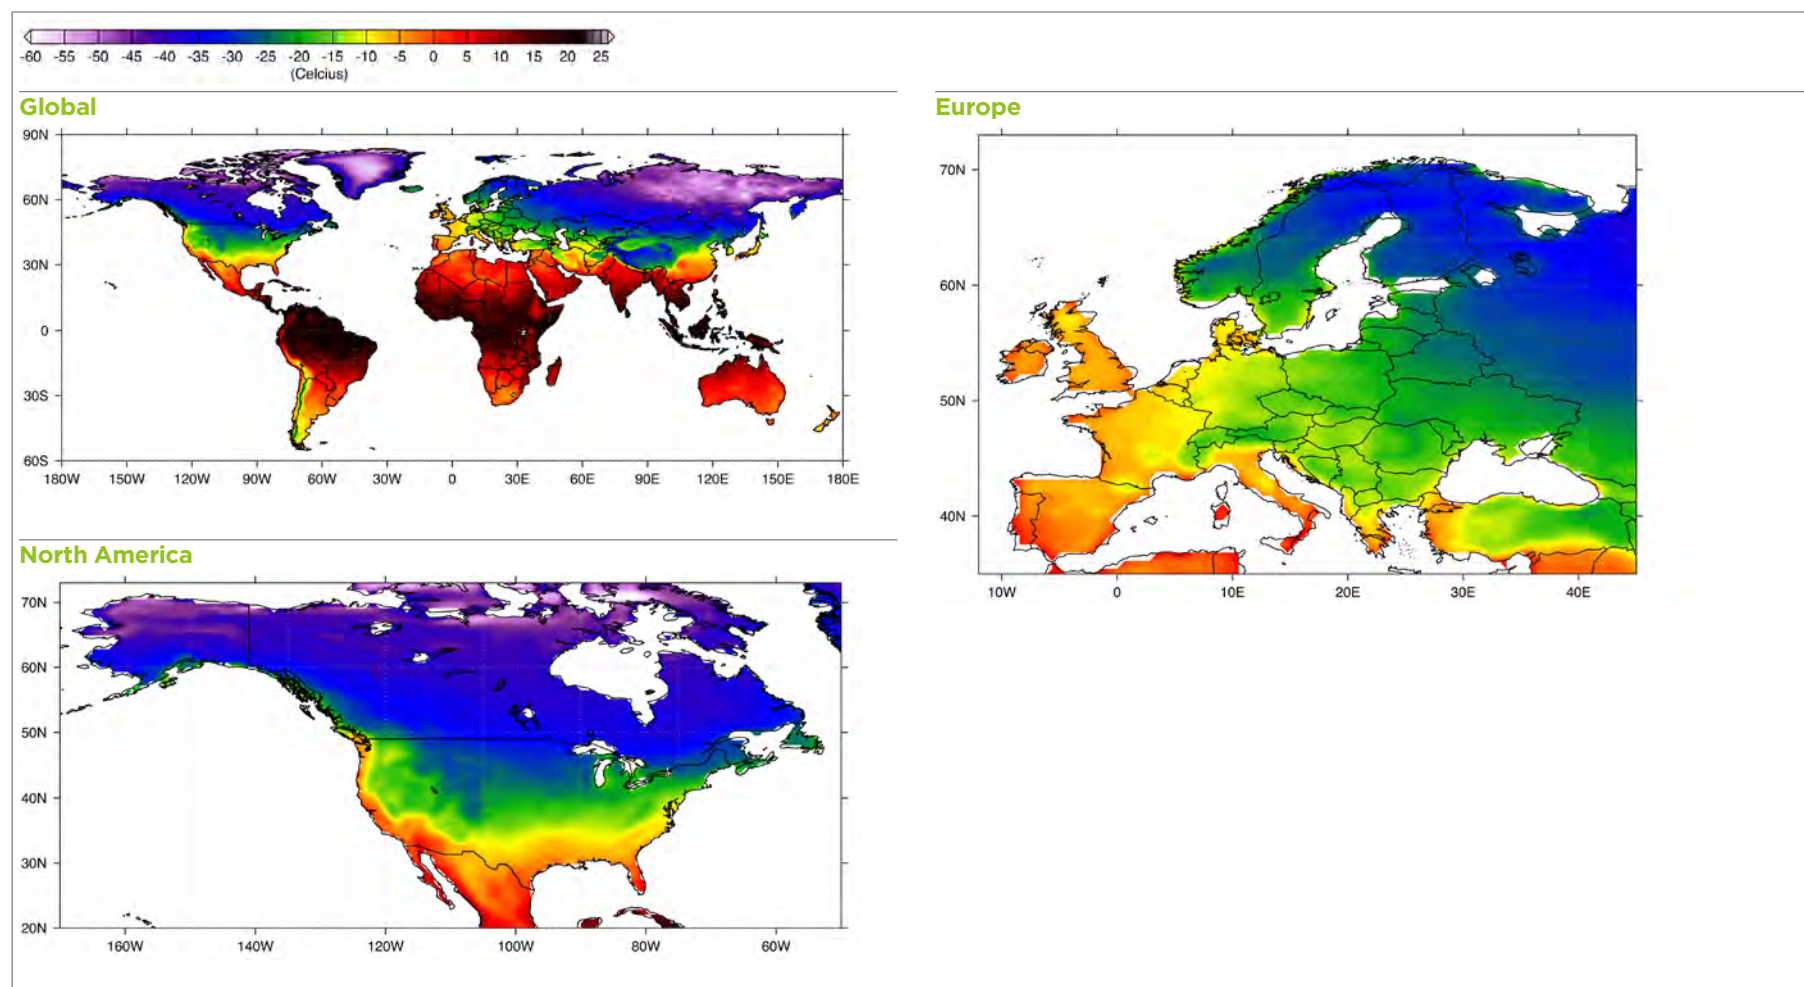 -60 -55 -50 -45 -40 -35 -30 -25 -20 -15 -10 -5 0 5 10 15 20 25
(Celcius)
Global
90N
60N
30N
0
30S
60S
180W 150W 120W 90W 60W 30W 0 30E 60E 90E 120E 150E 180E
Europe
70N
60N
50N
40N
10W 0 10E 20E 30E 40E
North America
70N
60N
50N
40N
30N
20N
160W 140W 120W 100W 80W 60W